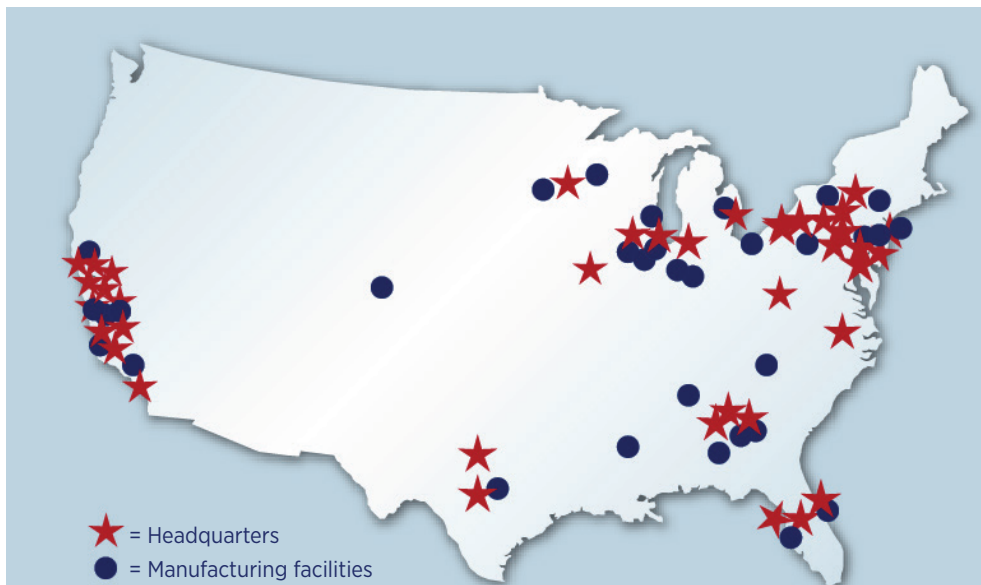 = Headquarters
= Manufacturing facilities